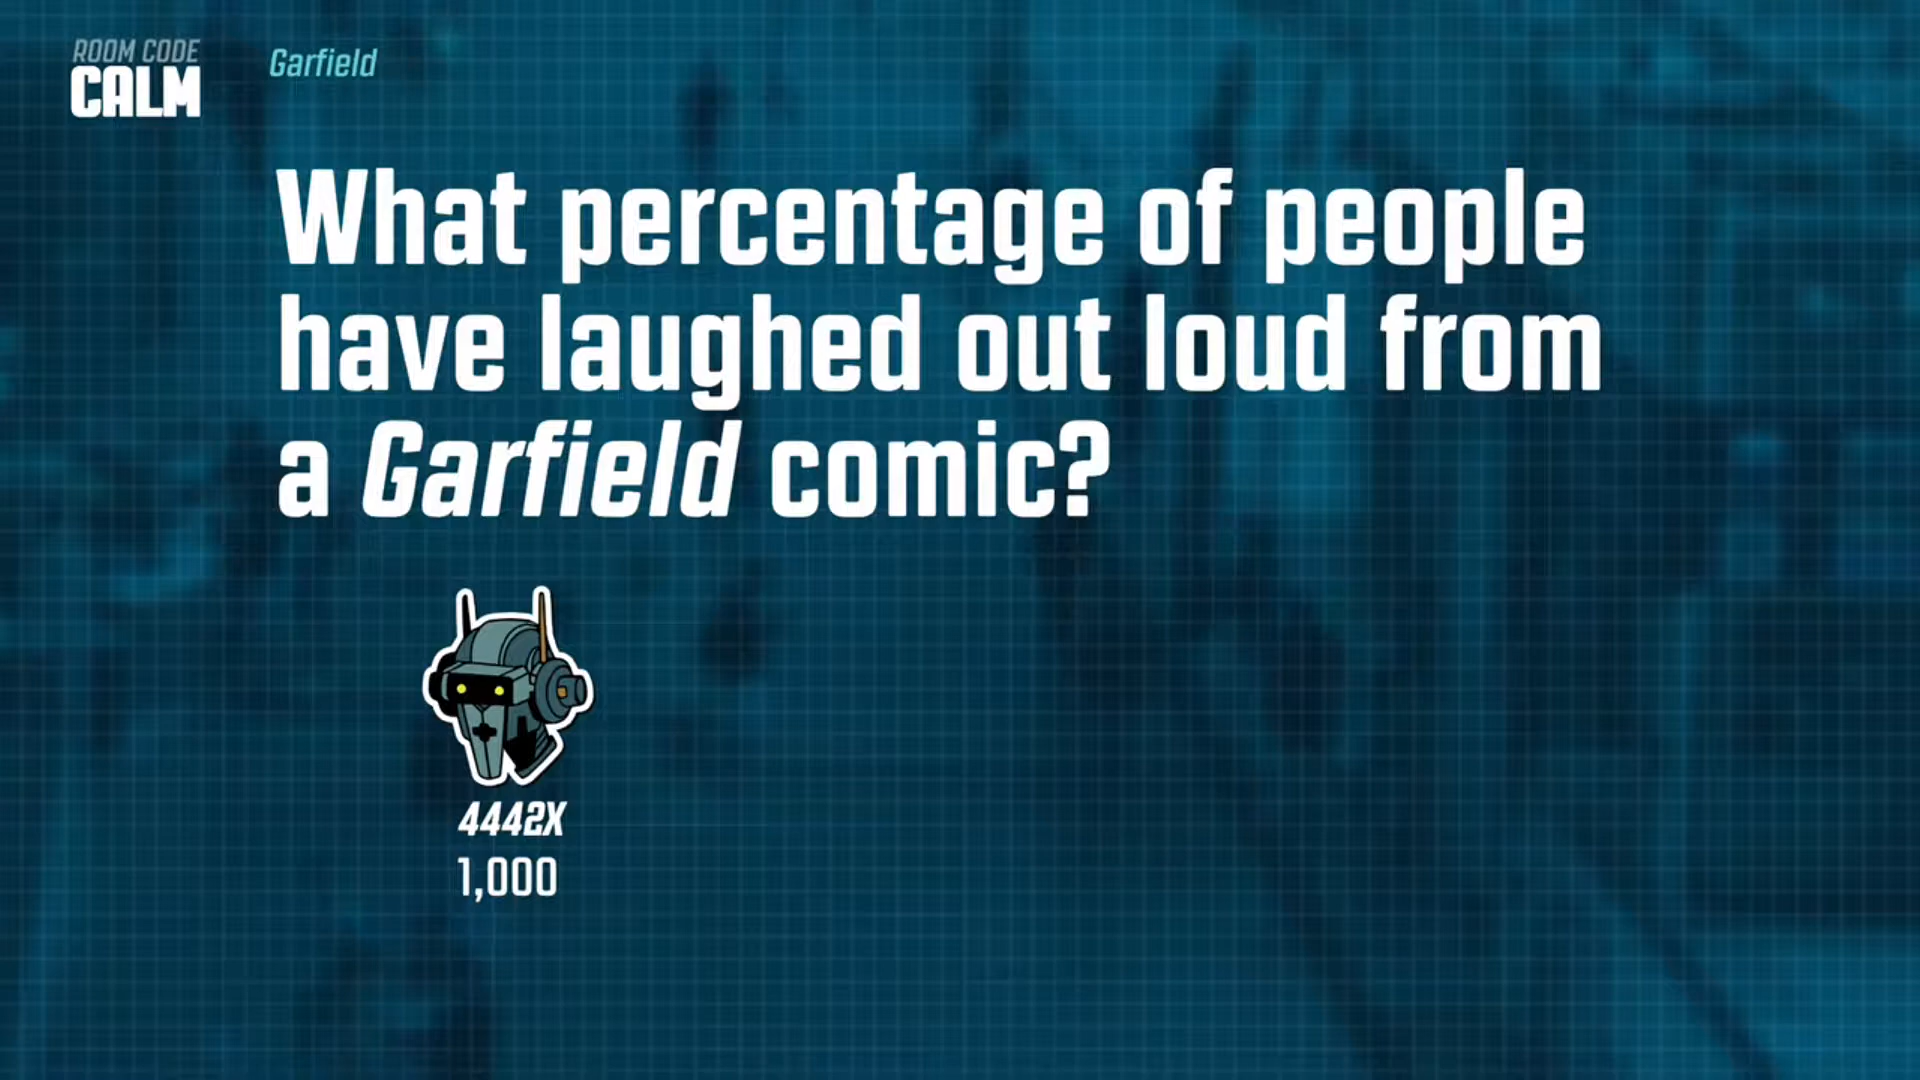 ROOM CODE
CALM
Garfield
What percentage of people
have laughed out loud from
a Garfield comic?
4442X
1,000